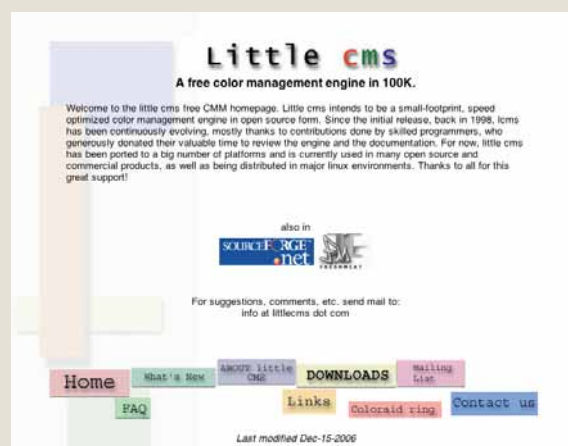 Little cms
A free color management engine in 100K.
Welcome to the little cms free CMM homepage. Little cms intends to be a small-footprint, speed
optimized color management engine in open source form. Since the initial release, back in 1998, lcms
has been continuously evolving, mostly thanks to contributions done by skilled programmers, who
generously donated their valuable time to review the engine and the documentation. For now, little cms
has been ported to a big number of platforms and is currently used in many open source and
commercial products, as well as being distributed in major linux environments. Thanks to all for this
great support!
also in
SOURCEFORGE
.net
FRESHMEAT
For suggestions, comments, etc. send mail to:
info at littlecms dot com
Home
What's New
ABOUT little
CMS
DOWNLOADS
Mailing
List
FAQ
Links
Coloraid ring
Contact us
Last modified Dec-15-2006